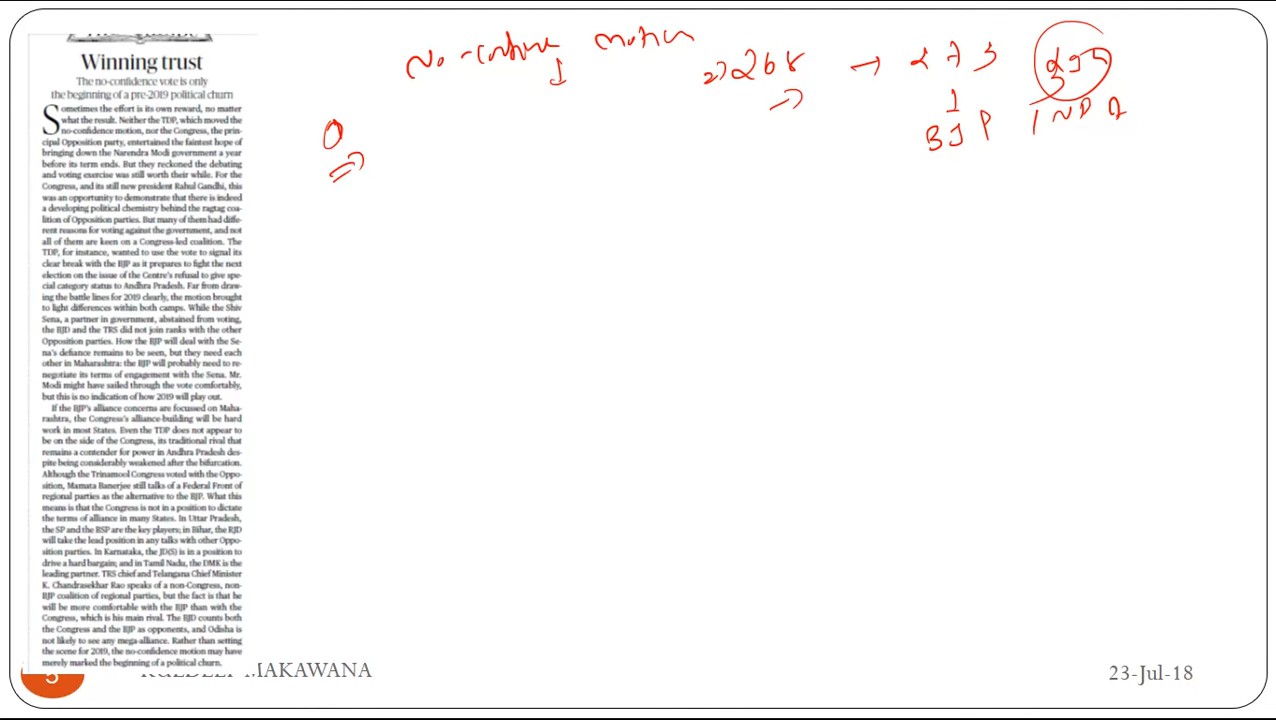 Winning trust
The no-confidence vote is only
the beginning of a pre-2019 political churn
Sometimes the effort is its own reward, no matter
what the result. Neither the TDP, which moved the
no-confidence motion, nor the Congress, the prin-
cipal Opposition party, entertained the faintest hope of
bringing down the Narendra Modi government a year
before its term ends. But they reckoned the debating
and voting exercise was still worth their while. For the
Congress, and its still new president Rahul Gandhi, this
was an opportunity to demonstrate that there is indeed
a developing political chemistry behind the ragtag coa-
lition of Opposition parties. But many of them had diffe-
rent reasons for voting against the government, and not
all of them are keen on a Congress-led coalition. The
TDP, for instance, wanted to use the vote to signal its
clear break with the BJP as it prepares to fight the next
election on the issue of the Centre's refusal to give spe-
cial category status to Andhra Pradesh. Far from draw-
ing the battle lines for 2019 clearly, the motion brought
to light differences within both camps. While the Shiv
Sena, a partner in government, abstained from voting,
the BJD and the TRS did not join ranks with the other
Opposition parties. How the BJP will deal with the Se-
na's defiance remains to be seen, but they need each
other in Maharashtra: the BJP will probably need to re-
negotiate its terms of engagement with the Sena. Mr.
Modi might have sailed through the vote comfortably,
but this is no indication of how 2019 will play out.
If the BJP's alliance concerns are focussed on Maha-
rashtra, the Congress's alliance-building will be hard
work in most States. Even the TDP does not appear to
be on the side of the Congress, its traditional rival that
remains a contender for power in Andhra Pradesh des-
pite being considerably weakened after the bifurcation.
Although the Trinamool Congress voted with the Oppo-
sition, Mamata Banerjee still talks of a Federal Front of
regional parties as the alternative to the BJP. What this
means is that the Congress is not in a position to dictate
the terms of alliance in many States. In Uttar Pradesh,
the SP and the BSP are the key players; in Bihar, the RJD
will take the lead position in any talks with other Oppo-
sition parties. In Karnataka, the JD(S) is in a position to
drive a hard bargain; and in Tamil Nadu, the DMK is the
leading partner. TRS chief and Telangana Chief Minister
K. Chandrasekhar Rao speaks of a non-Congress, non-
BJP coalition of regional parties, but the fact is that he
will be more comfortable with the BJP than with the
Congress, which is his main rival. The BJD counts both
the Congress and the BJP as opponents, and Odisha is
not likely to see any mega-alliance. Rather than setting
the scene for 2019, the no-confidence motion may have
merely marked the beginning of a political churn.
motion
268 → 273
BJP
0
5
MAKAWANA
23-Jul-18